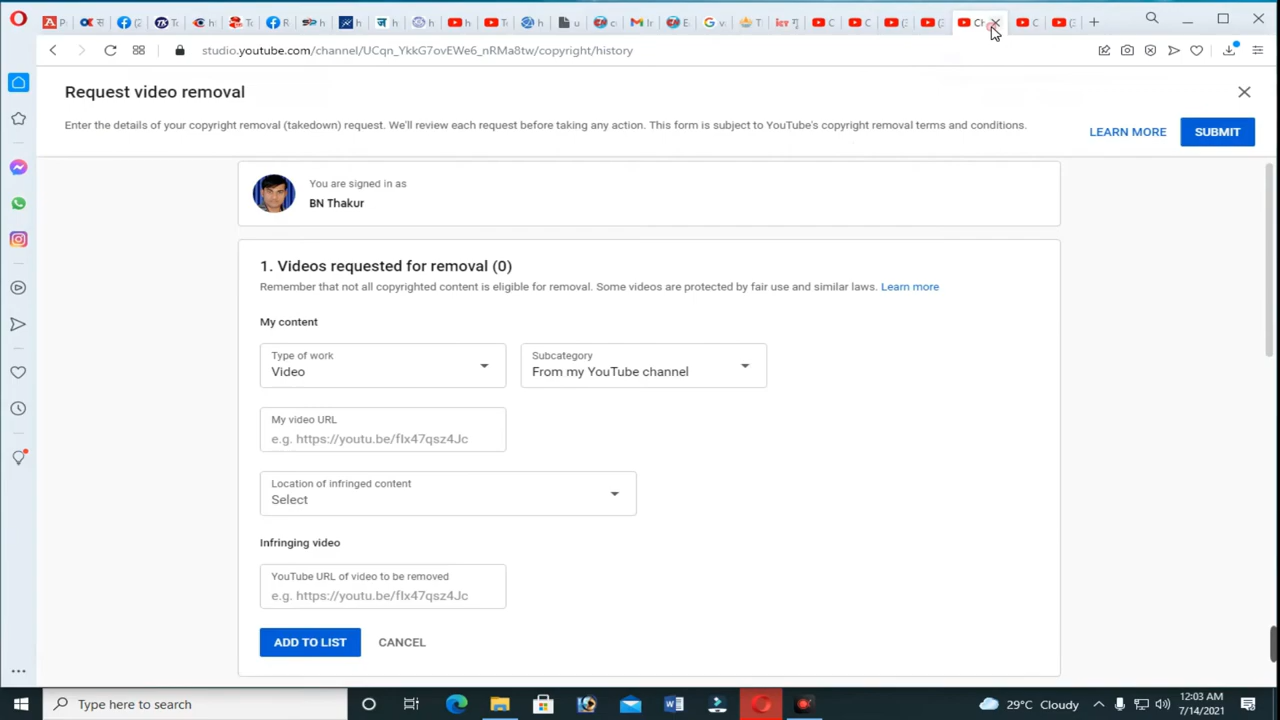 studio.youtube.com/channel/UCqn_YkkG7ovEWe6_nRMa8tw/copyright/history
Request video removal
Enter the details of your copyright removal (takedown) request. We'll review each request before taking any action. This form is subject to YouTube's copyright removal terms and conditions.
LEARN MORE
SUBMIT
You are signed in as
BN Thakur
1. Videos requested for removal (0)
Remember that not all copyrighted content is eligible for removal. Some videos are protected by fair use and similar laws. Learn more
My content
Type of work
Video
Subcategory
From my YouTube channel
My video URL
e.g. https://youtu.be/fIx47qsz4Jc
Location of infringed content
Select
Infringing video
YouTube URL of video to be removed
e.g. https://youtu.be/fIx47qsz4Jc
ADD TO LIST CANCEL
Type here to search
29°C Cloudy
12:03 AM
7/14/2021